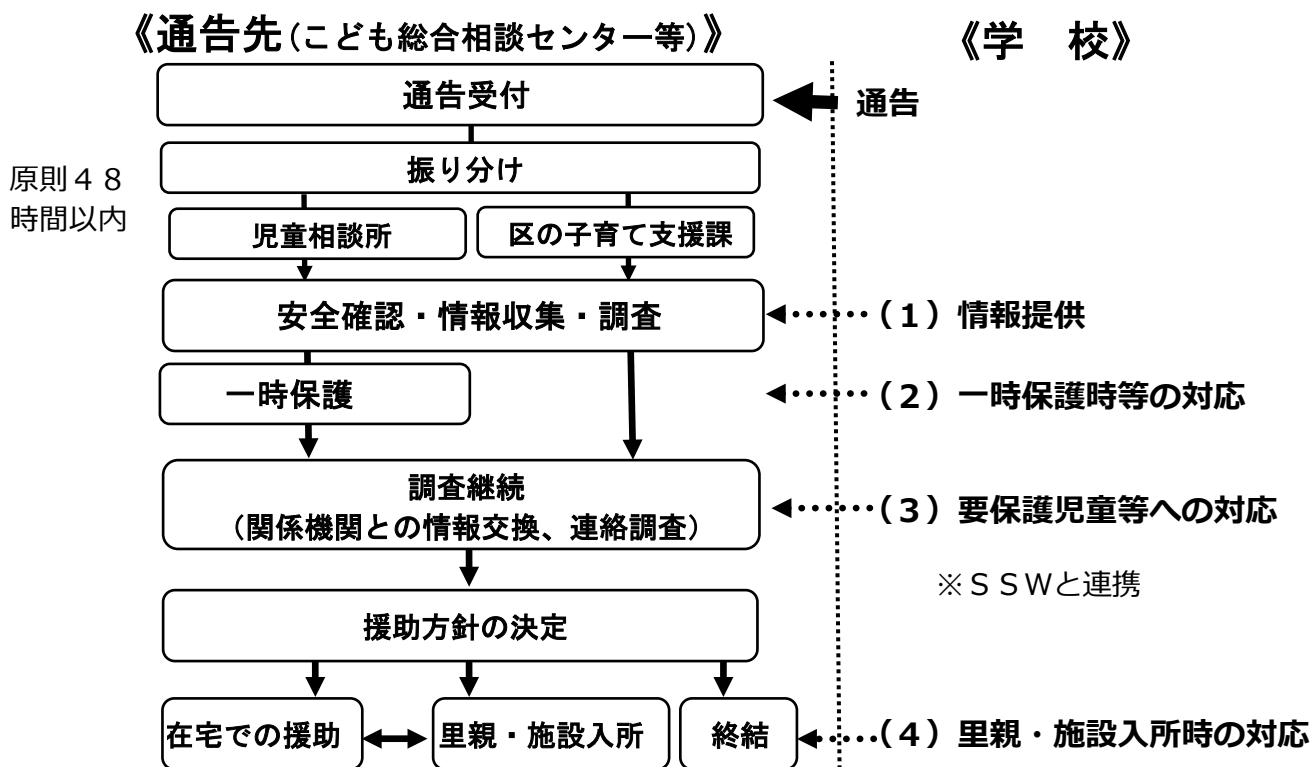 《通告先（こども総合相談センター等）》
《学　校》
通告受付
通告
振り分け
原則４８
時間以内
児童相談所
区の子育て支援課
安全確認・情報収集・調査
（１）情報提供
一時保護
（２）一時保護時等の対応
調査継続
（関係機関との情報交換、連絡調査）
（３）要保護児童等への対応
※ＳＳＷと連携
援助方針の決定
在宅での援助
里親・施設入所
終結
（４）里親・施設入所時の対応